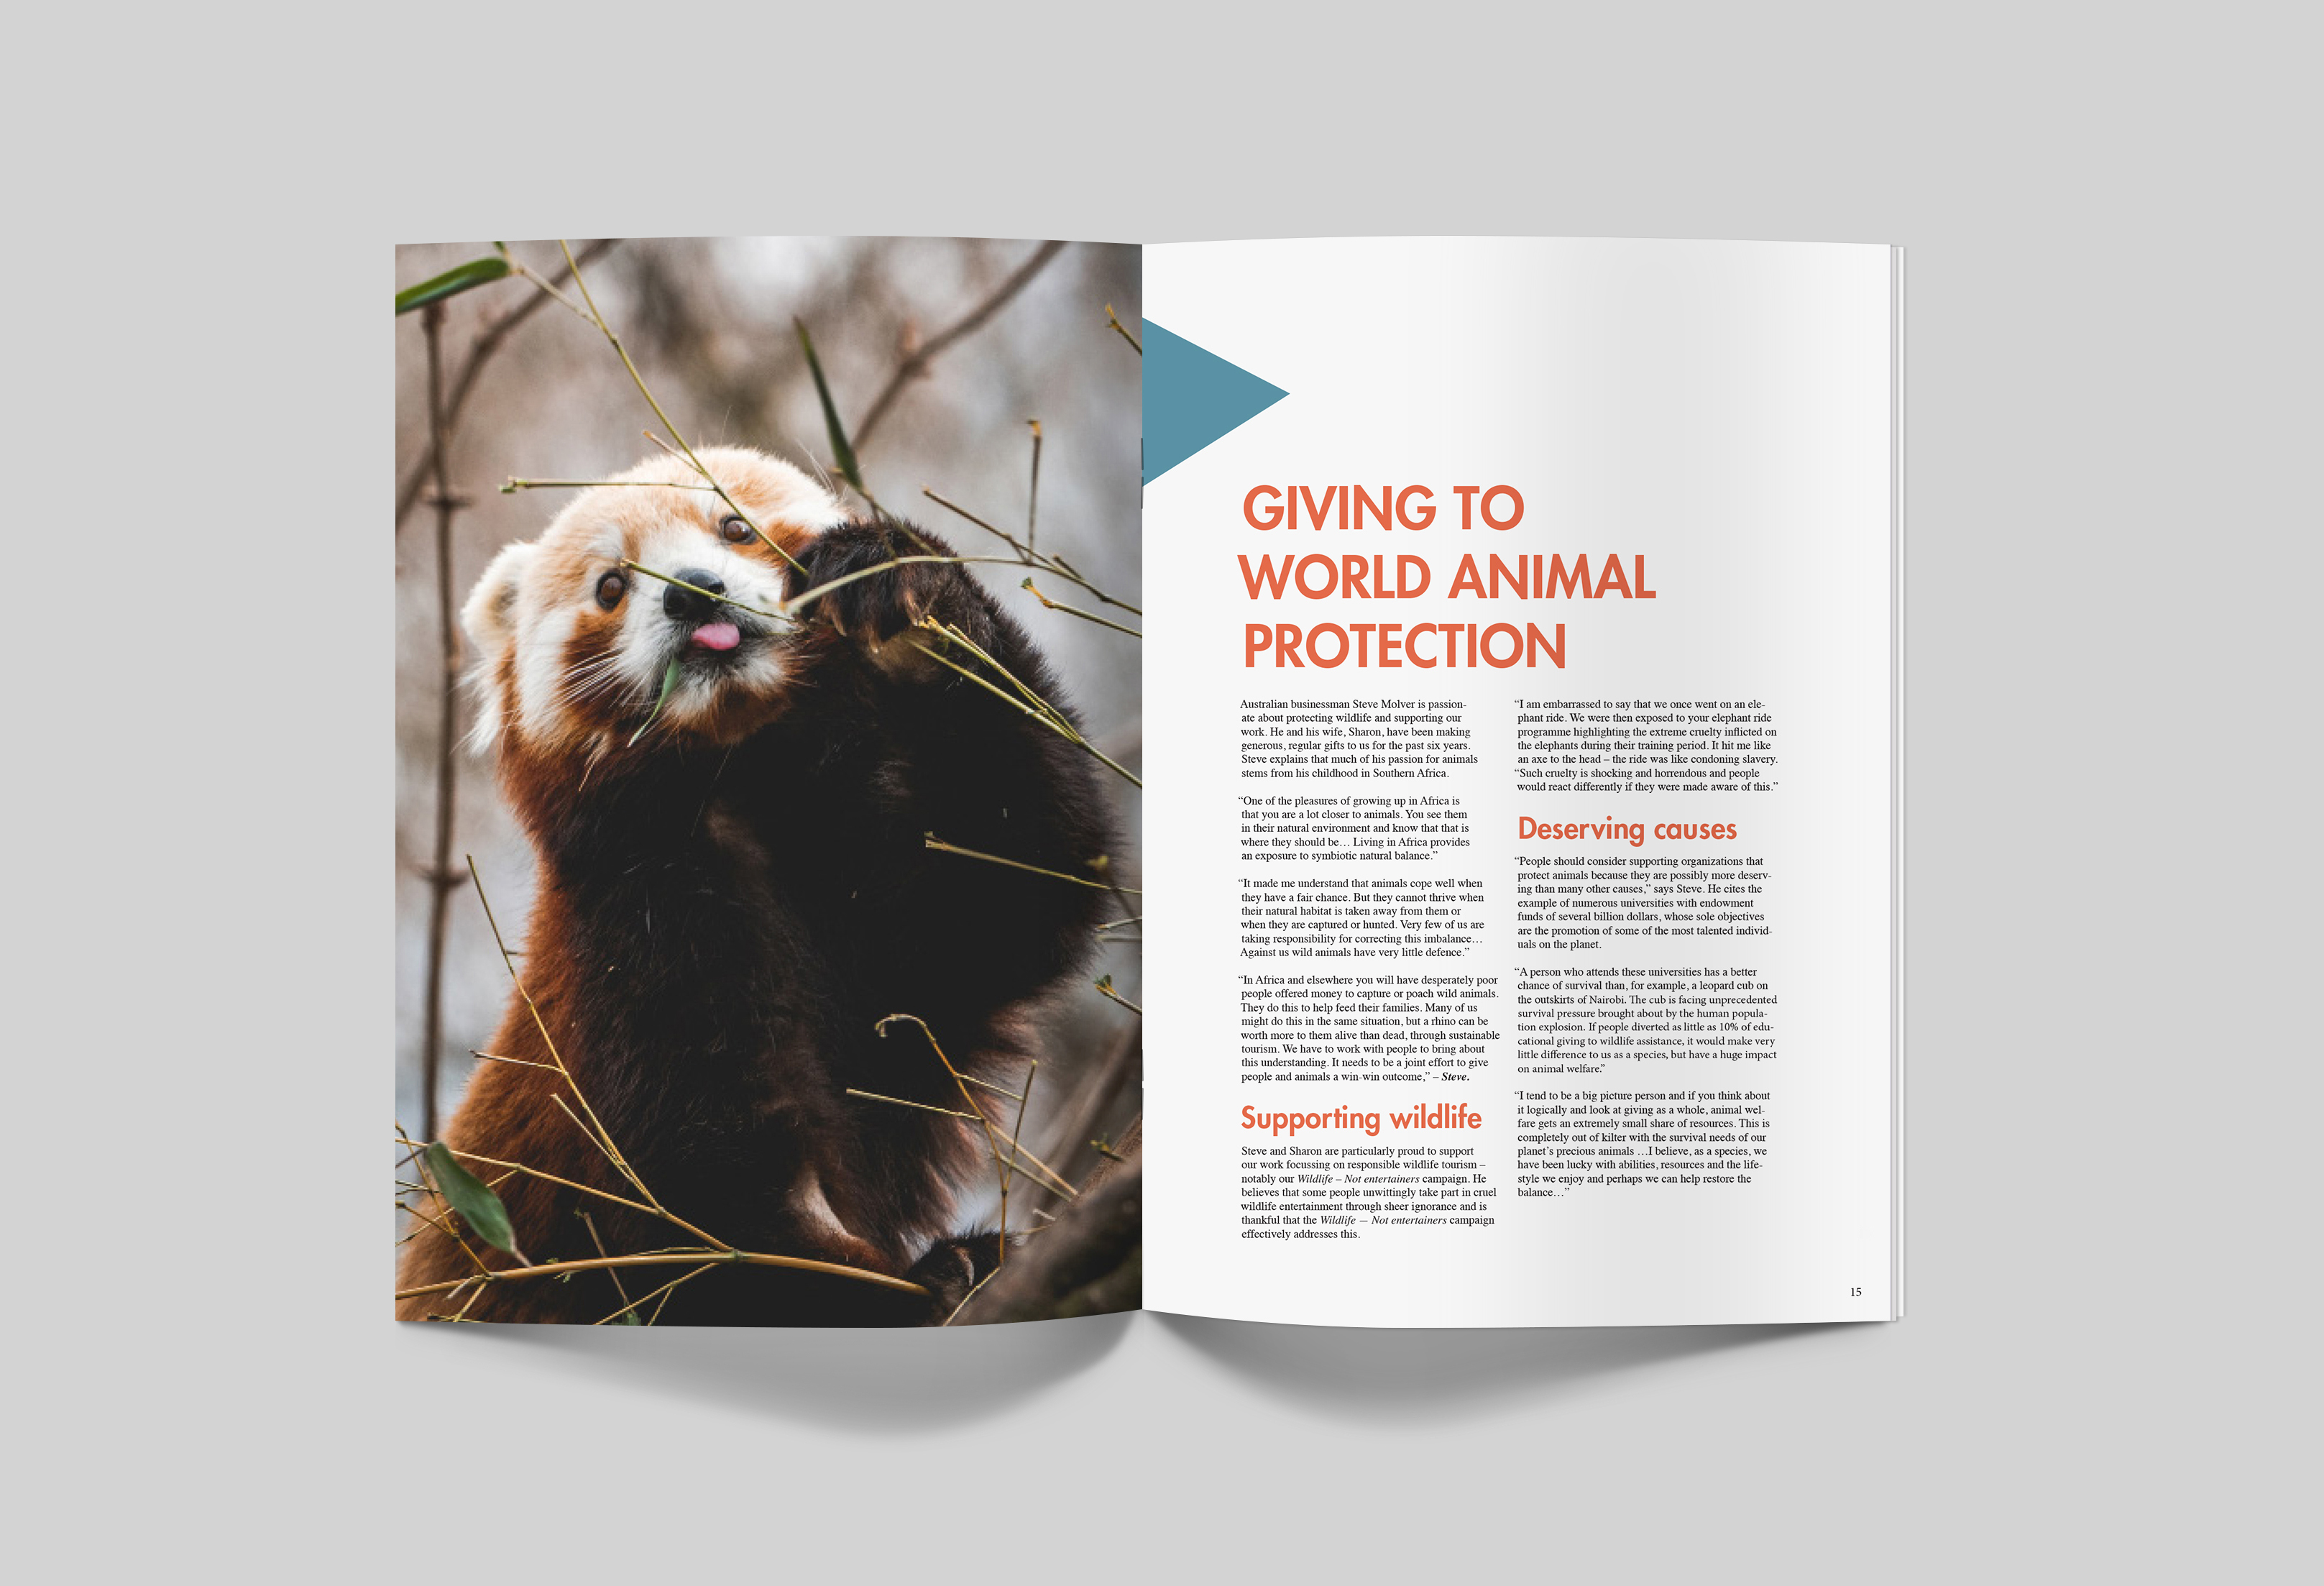 GIVING TO
WORLD ANIMAL
PROTECTION
Australian businessman Steve Molver is passion-
ate about protecting wildlife and supporting our
work. He and his wife, Sharon, have been making
generous, regular gifts to us for the past six years.
Steve explains that much of his passion for animals
stems from his childhood in Southern Africa.
“One of the pleasures of growing up in Africa is
that you are a lot closer to animals. You see them
in their natural environment and know that that is
where they should be… Living in Africa provides
an exposure to symbiotic natural balance.”
“It made me understand that animals cope well when
they have a fair chance. But they cannot thrive when
their natural habitat is taken away from them or
when they are captured or hunted. Very few of us are
taking responsibility for correcting this imbalance…
Against us wild animals have very little defence.”
“In Africa and elsewhere you will have desperately poor
people offered money to capture or poach wild animals.
They do this to help feed their families. Many of us
might do this in the same situation, but a rhino can be
worth more to them alive than dead, through sustainable
tourism. We have to work with people to bring about
this understanding. It needs to be a joint effort to give
people and animals a win-win outcome,” – Steve.
Supporting wildlife
Steve and Sharon are particularly proud to support
our work focussing on responsible wildlife tourism –
notably our Wildlife – Not entertainers campaign. He
believes that some people unwittingly take part in cruel
wildlife entertainment through sheer ignorance and is
thankful that the Wildlife — Not entertainers campaign
effectively addresses this.
“I am embarrassed to say that we once went on an ele-
phant ride. We were then exposed to your elephant ride
programme highlighting the extreme cruelty inflicted on
the elephants during their training period. It hit me like
an axe to the head – the ride was like condoning slavery.
“Such cruelty is shocking and horrendous and people
would react differently if they were made aware of this.”
Deserving causes
“People should consider supporting organizations that
protect animals because they are possibly more deserv-
ing than many other causes,” says Steve. He cites the
example of numerous universities with endowment
funds of several billion dollars, whose sole objectives
are the promotion of some of the most talented individ-
uals on the planet.
“A person who attends these universities has a better
chance of survival than, for example, a leopard cub on
the outskirts of Nairobi. The cub is facing unprecedented
survival pressure brought about by the human popula-
tion explosion. If people diverted as little as 10% of edu-
cational giving to wildlife assistance, it would make very
little difference to us as a species, but have a huge impact
on animal welfare.”
“I tend to be a big picture person and if you think about
it logically and look at giving as a whole, animal wel-
fare gets an extremely small share of resources. This is
completely out of kilter with the survival needs of our
planet’s precious animals …I believe, as a species, we
have been lucky with abilities, resources and the life-
style we enjoy and perhaps we can help restore the
balance…”
15